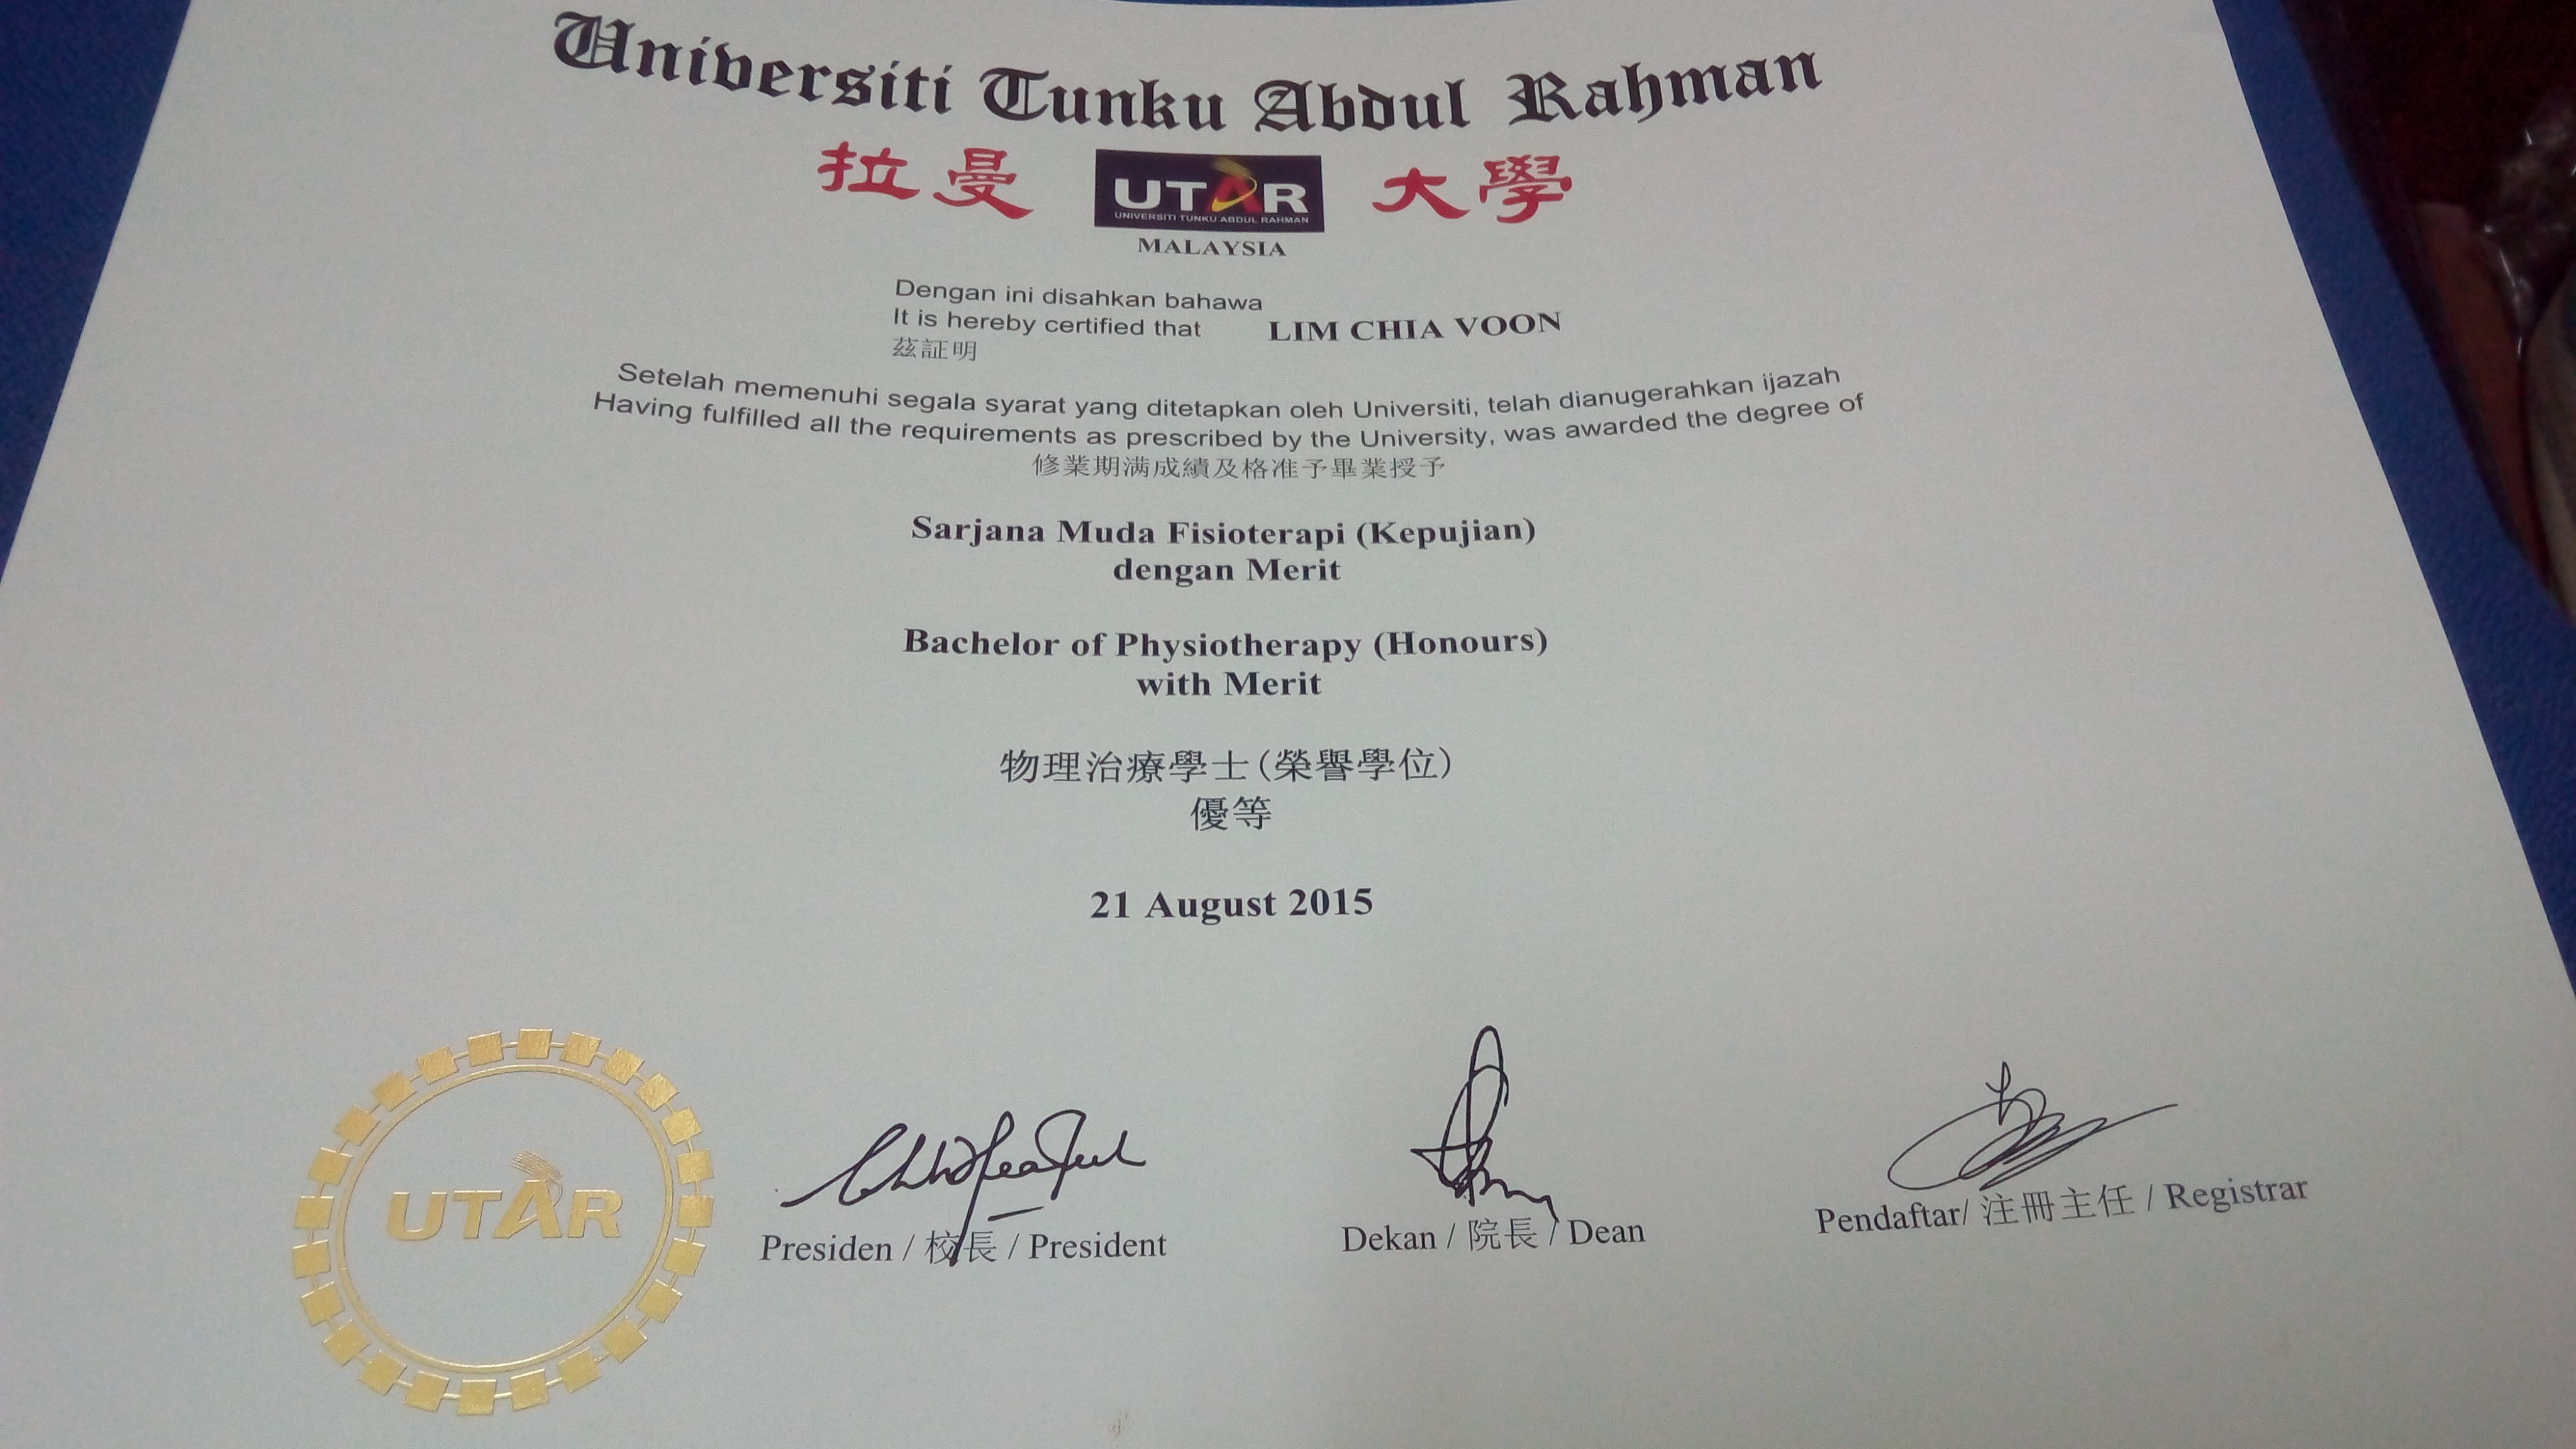 Universiti Tunku Abdul Rahman
拉曼 UTAR 大學
UNIVERSITI TUNKU ABDUL RAHMAN
MALAYSIA
Dengan ini disahkan bahawa
It is hereby certified that LIM CHIA VOON
茲証明
Setelah memenuhi segala syarat yang ditetapkan oleh Universiti, telah dianugerahkan ijazah
Having fulfilled all the requirements as prescribed by the University, was awarded the degree of
修業期满成績及格准予畢業授予
Sarjana Muda Fisioterapi (Kepujian)
dengan Merit
Bachelor of Physiotherapy (Honours)
with Merit
物理治療學士(榮譽學位)
優等
21 August 2015
UTAR
Presiden / 校長 / President
Dekan / 院長 / Dean
Pendaftar/ 注冊主任 / Registrar